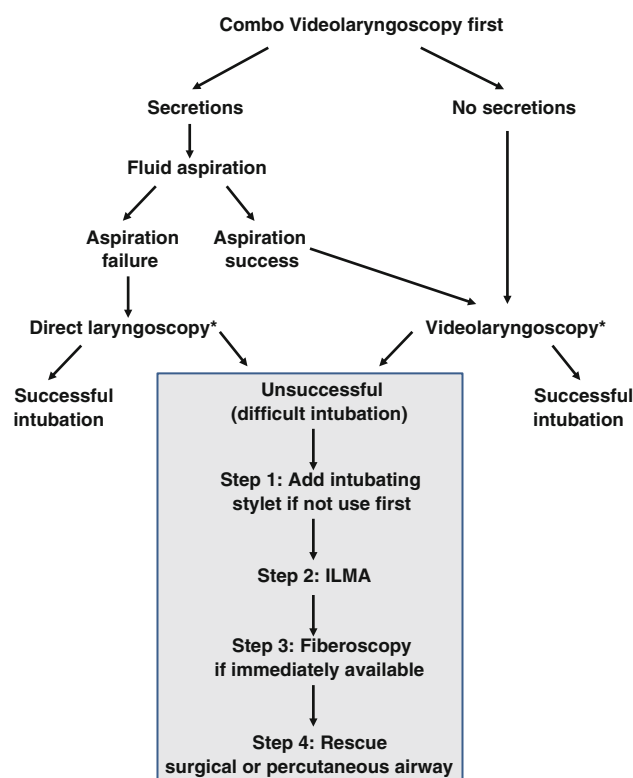 Combo Videolaryngoscopy first
Secretions
No secretions
Fluid aspiration
Aspiration
failure
Aspiration
success
Direct laryngoscopy*
Videolaryngoscopy*
Successful
intubation
Unsuccessful
(difficult intubation)
Successful
intubation
Step 1: Add intubating
stylet if not use first
Step 2: ILMA
Step 3: Fiberoscopy
if immediately available
Step 4: Rescue
surgical or percutaneous airway